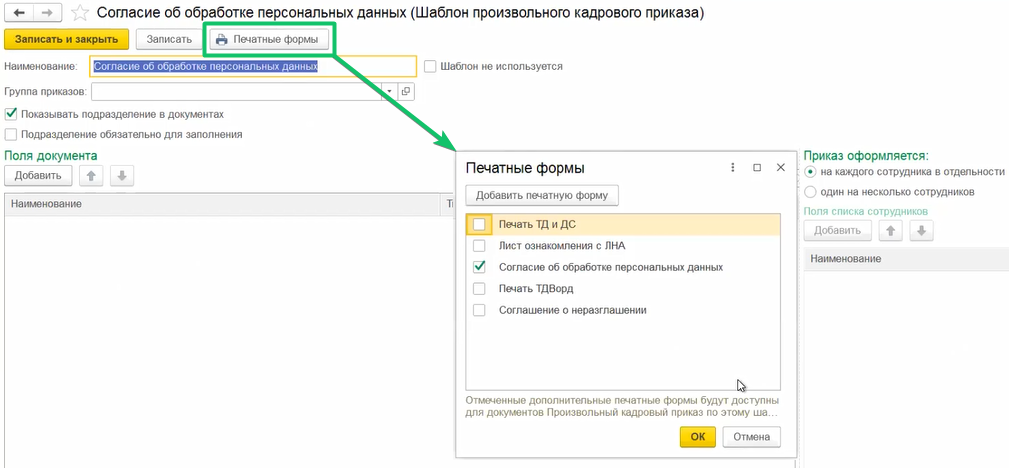 Согласие об обработке персональных данных (Шаблон произвольного кадрового приказа)
Записать и закрыть
Записать
Печатные формы
Наименование:
Согласие об обработке персональных данных
Шаблон не используется
Группа приказов:
Показывать подразделение в документах
Подразделение обязательно для заполнения
Поля документа
Добавить
Наименование
Печатные формы
Добавить печатную форму
Печать ТД и ДС
Лист ознакомления с ЛНА
Согласие об обработке персональных данных
Печать ТДВорд
Соглашение о неразглашении
Отмеченные дополнительные печатные формы будут доступны
для документов Произвольный кадровый приказ по этому ша...
ОК
Отмена
Приказ оформляется:
на каждого сотрудника в отдельности
один на несколько сотрудников
Поля списка сотрудников
Добавить
Наименование